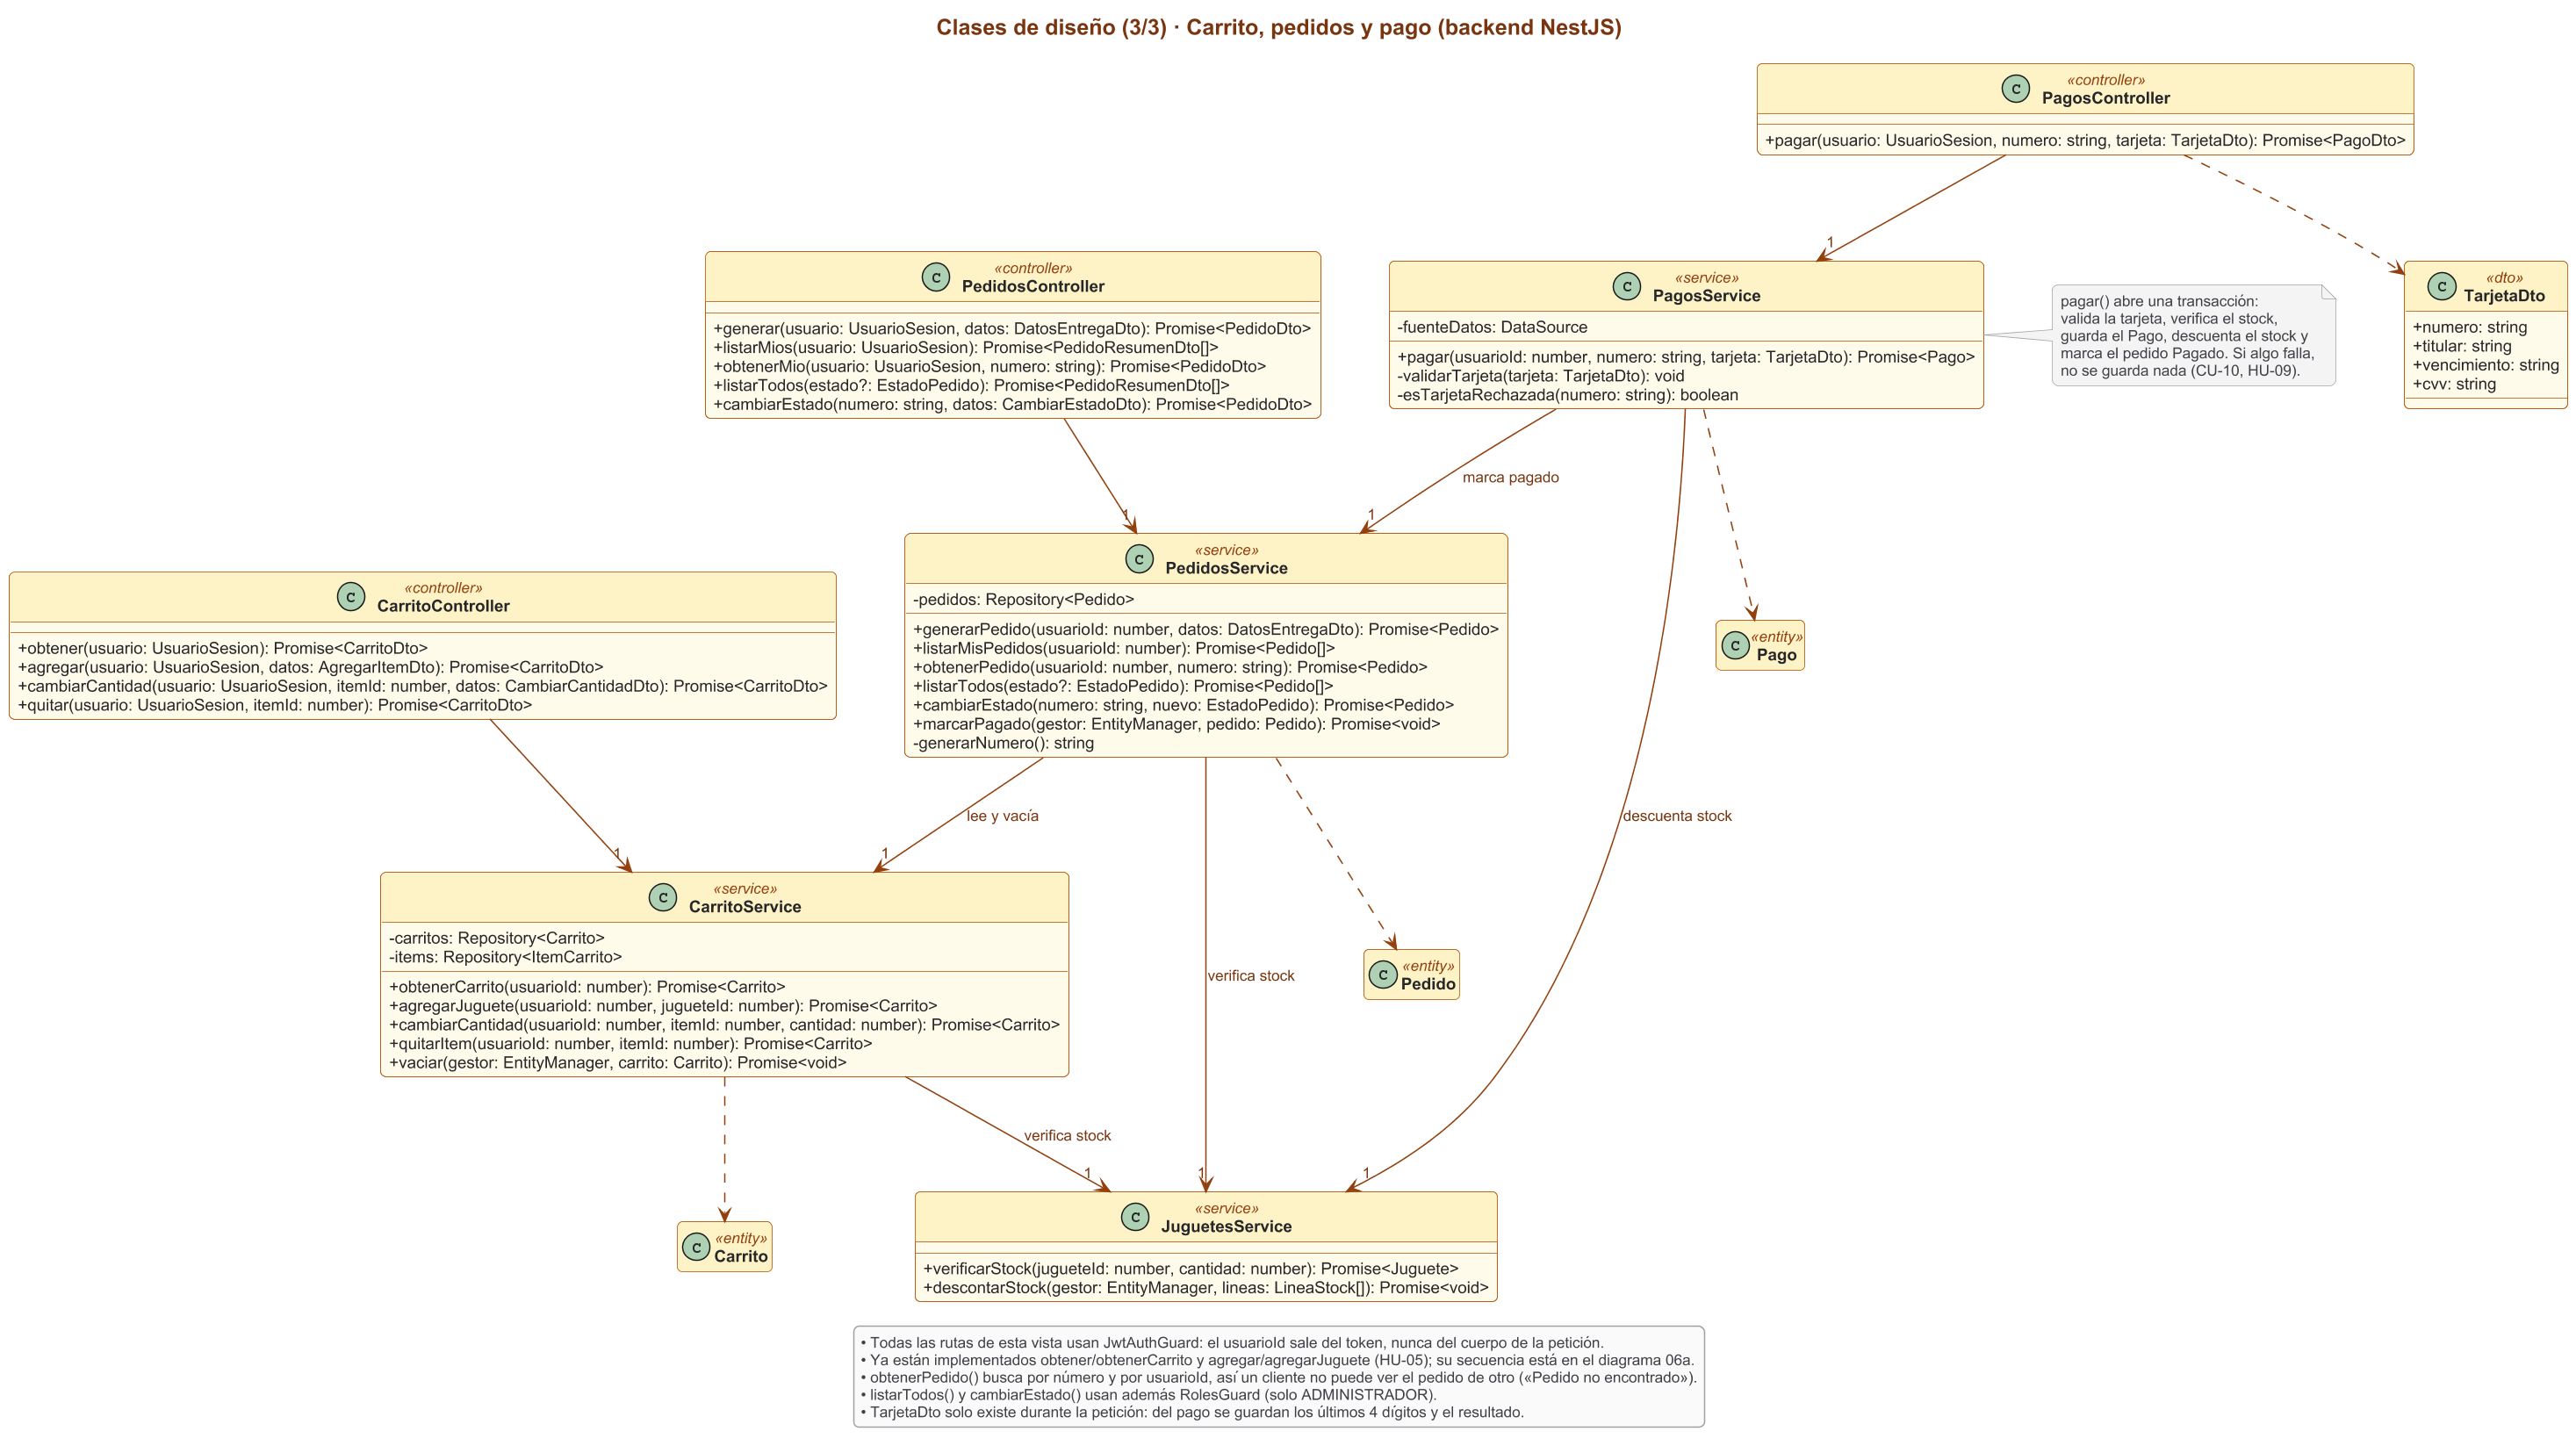 Clases de diseño (3/3) · Carrito, pedidos y pago (backend NestJS)
C
«controller»
PagosController
+pagar(usuario: UsuarioSesion, numero: string, tarjeta: TarjetaDto): Promise<PagoDto>
1
C
«controller»
PedidosController
+generar(usuario: UsuarioSesion, datos: DatosEntregaDto): Promise<PedidoDto>
+listarMios(usuario: UsuarioSesion): Promise<PedidoResumenDto[]>
+obtenerMio(usuario: UsuarioSesion, numero: string): Promise<PedidoDto>
+listarTodos(estado?: EstadoPedido): Promise<PedidoResumenDto[]>
+cambiarEstado(numero: string, datos: CambiarEstadoDto): Promise<PedidoDto>
C
«service»
PagosService
-fuenteDatos: DataSource
+pagar(usuarioId: number, numero: string, tarjeta: TarjetaDto): Promise<Pago>
-validarTarjeta(tarjeta: TarjetaDto): void
-esTarjetaRechazada(numero: string): boolean
pagar() abre una transacción:
valida la tarjeta, verifica el stock,
guarda el Pago, descuenta el stock y
marca el pedido Pagado. Si algo falla,
no se guarda nada (CU-10, HU-09).
C
«dto»
TarjetaDto
+numero: string
+titular: string
+vencimiento: string
+cvv: string
marca pagado
1
1
C
«service»
PedidosService
-pedidos: Repository<Pedido>
+generarPedido(usuarioId: number, datos: DatosEntregaDto): Promise<Pedido>
+listarMisPedidos(usuarioId: number): Promise<Pedido[]>
+obtenerPedido(usuarioId: number, numero: string): Promise<Pedido>
+listarTodos(estado?: EstadoPedido): Promise<Pedido[]>
+cambiarEstado(numero: string, nuevo: EstadoPedido): Promise<Pedido>
+marcarPagado(gestor: EntityManager, pedido: Pedido): Promise<void>
-generarNumero(): string
C
«controller»
CarritoController
+obtener(usuario: UsuarioSesion): Promise<CarritoDto>
+agregar(usuario: UsuarioSesion, datos: AgregarItemDto): Promise<CarritoDto>
+cambiarCantidad(usuario: UsuarioSesion, itemId: number, datos: CambiarCantidadDto): Promise<CarritoDto>
+quitar(usuario: UsuarioSesion, itemId: number): Promise<CarritoDto>
C
«entity»
Pago
lee y vacía
descuenta stock
1
1
C
«service»
CarritoService
-carritos: Repository<Carrito>
-items: Repository<ItemCarrito>
+obtenerCarrito(usuarioId: number): Promise<Carrito>
+agregarJuguete(usuarioId: number, jugueteId: number): Promise<Carrito>
+cambiarCantidad(usuarioId: number, itemId: number, cantidad: number): Promise<Carrito>
+quitarItem(usuarioId: number, itemId: number): Promise<Carrito>
+vaciar(gestor: EntityManager, carrito: Carrito): Promise<void>
verifica stock
C
«entity»
Pedido
verifica stock
1
1
1
C
«entity»
Carrito
C
«service»
JuguetesService
+verificarStock(jugueteId: number, cantidad: number): Promise<Juguete>
+descontarStock(gestor: EntityManager, lineas: LineaStock[]): Promise<void>
• Todas las rutas de esta vista usan JwtAuthGuard: el usuarioId sale del token, nunca del cuerpo de la petición.
• Ya están implementados obtener/obtenerCarrito y agregar/agregarJuguete (HU-05); su secuencia está en el diagrama 06a.
• obtenerPedido() busca por número y por usuarioId, así un cliente no puede ver el pedido de otro («Pedido no encontrado»).
• listarTodos() y cambiarEstado() usan además RolesGuard (solo ADMINISTRADOR).
• TarjetaDto solo existe durante la petición: del pago se guardan los últimos 4 dígitos y el resultado.